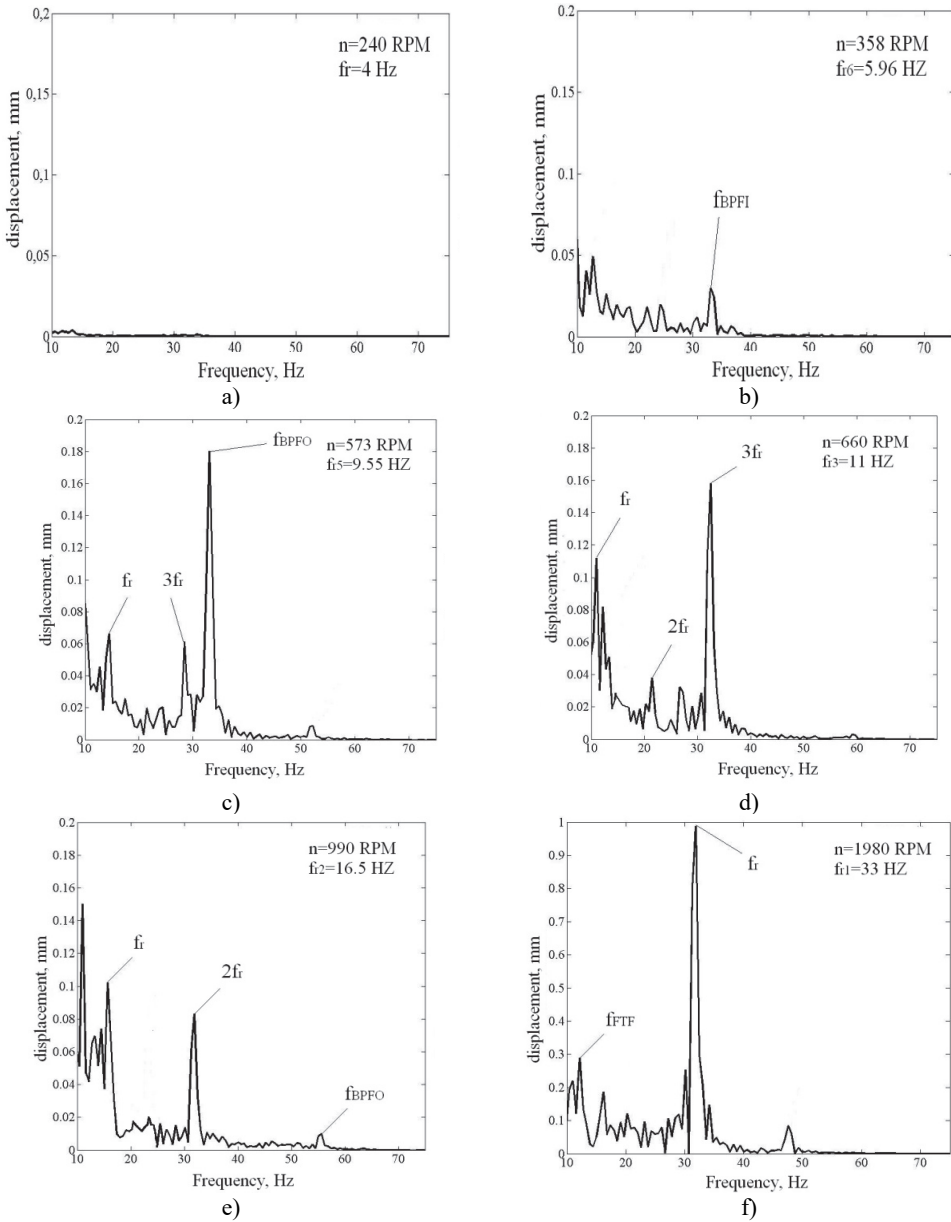 0,2
n=240 RPM
fr=4 Hz
0,15
0,1
0,05
0
displacement, mm
10 20 30 40 50 60 70
Frequency, Hz
a)
0.2
n=358 RPM
fr6=5.96 HZ
0.15
0.1
0.05
0
fBPFI
displacement, mm
10 20 30 40 50 60 70
Frequency, Hz
b)
0.2
0.18
0.16
0.14
0.12
0.1
0.08
0.06
0.04
0.02
0
n=573 RPM
fr5=9.55 HZ
fBPFO
fr
3fr
displacement, mm
10 20 30 40 50 60 70
Frequency, Hz
c)
0.2
0.18
0.16
0.14
0.12
0.1
0.08
0.06
0.04
0.02
0
n=660 RPM
fr3=11 HZ
3fr
fr
2fr
displacement, mm
10 20 30 40 50 60 70
Frequency, Hz
d)
0.2
0.18
0.16
0.14
0.12
0.1
0.08
0.06
0.04
0.02
0
n=990 RPM
fr2=16.5 HZ
fr
2fr
fBPFO
displacement, mm
10 20 30 40 50 60 70
Frequency, Hz
e)
1
0.9
0.8
0.7
0.6
0.5
0.4
0.3
0.2
0.1
0
n=1980 RPM
fr1=33 HZ
fr
fFTF
displacement, mm
10 20 30 40 50 60 70
Frequency, Hz
f)